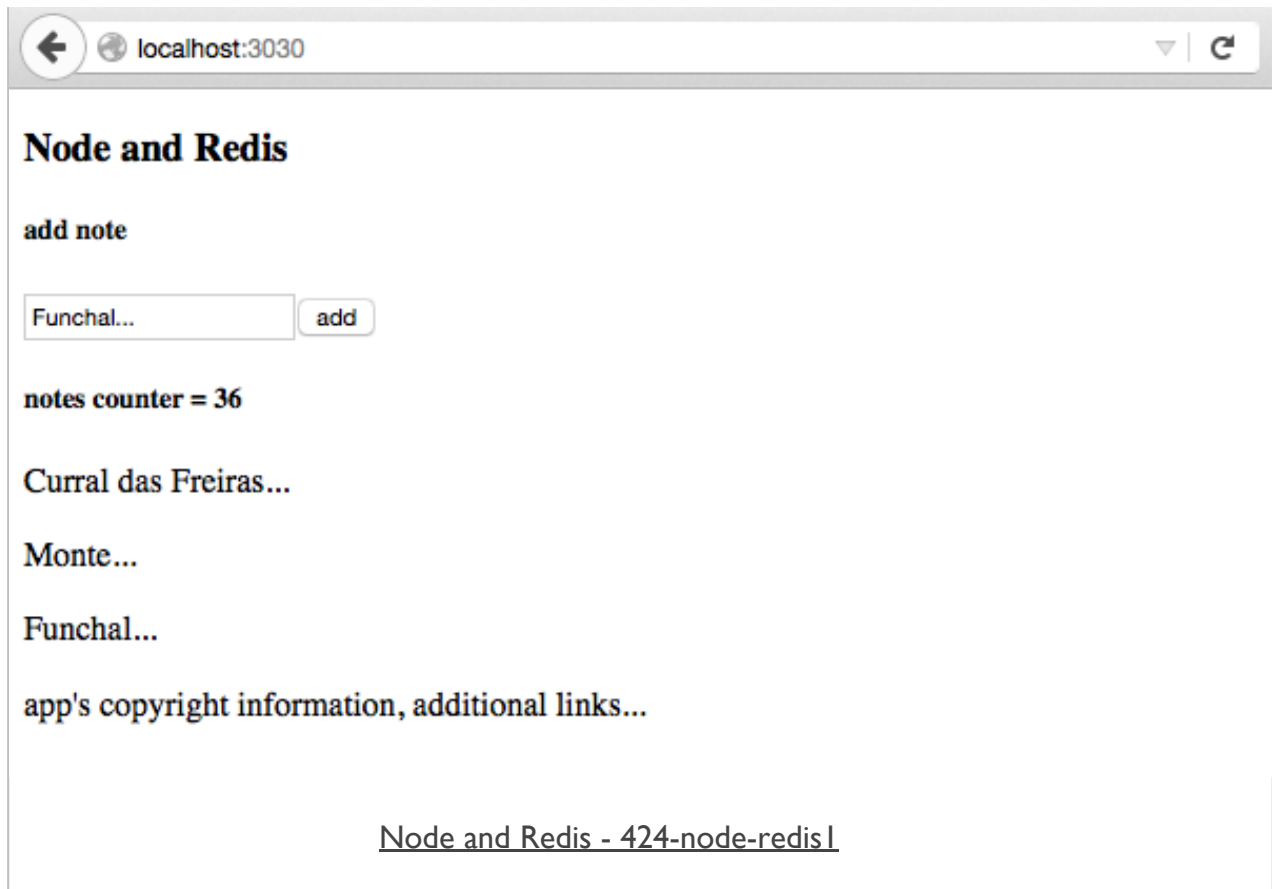 localhost:3030
Node and Redis
add note
Funchal... add
notes counter = 36
Curral das Freiras...
Monte...
Funchal...
app's copyright information, additional links...
Node and Redis - 424-node-redis1